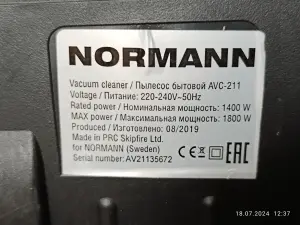 NORMANN
Vacuum cleaner / Пылесос бытовой AVC-211
Voltage / Питание: 220-240V~50Hz
Rated power / Номинальная мощность: 1400 W
MAX power / Максимальная мощность: 1800 W
Produced / Изготовлено: 08/2019
Made in PRC Skipfire Ltd.
for NORMANN (Sweden)
Serial number: AV21135672
CE EAC
18.07.2024 12:37